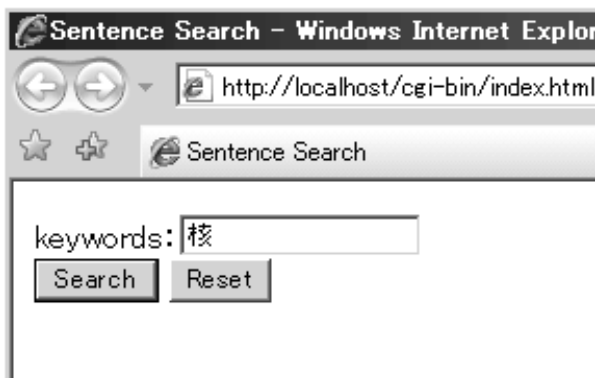 Sentence Search - Windows Internet Explor
http://localhost/cgi-bin/index.html
Sentence Search
keywords: 核
Search Reset